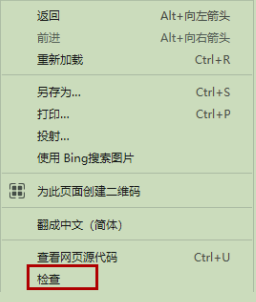 返回 Alt+向左箭头
前进 Alt+向右箭头
重新加载 Ctrl+R
另存为... Ctrl+S
打印... Ctrl+P
投射...
使用 Bing搜索图片
为此页面创建二维码
翻成中文（简体）
查看网页源代码 Ctrl+U
检查